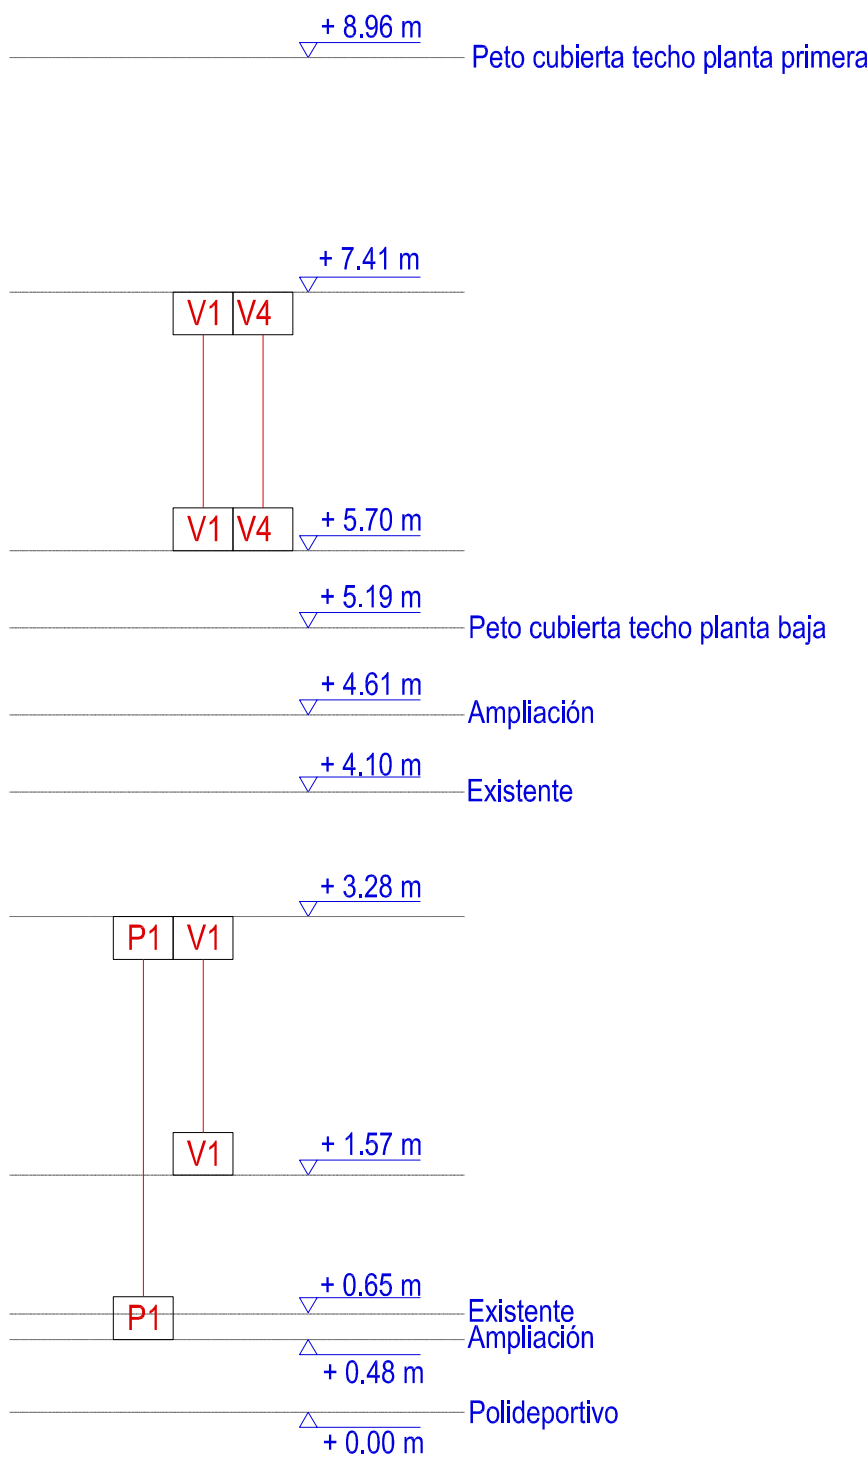 + 8.96 m
Peto cubierta techo planta primera
+ 7.41 m
V1 V4
V1 V4
+ 5.70 m
+ 5.19 m
Peto cubierta techo planta baja
+ 4.61 m
Ampliación
+ 4.10 m
Existente
+ 3.28 m
P1 V1
V1
+ 1.57 m
+ 0.65 m
P1
Existente
Ampliación
+ 0.48 m
Polideportivo
+ 0.00 m